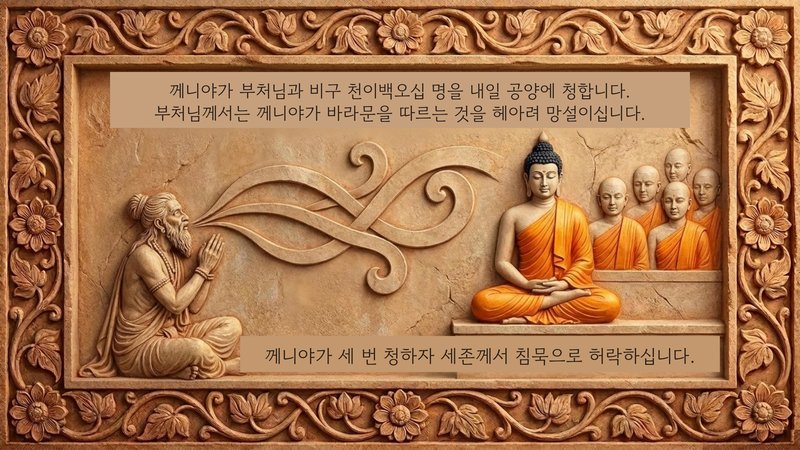 께니야가 부처님과 비구 천이백오십 명을 내일 공양에 청합니다.
부처님께서는 께니야가 바라문을 따르는 것을 헤아려 망설이십니다.
께니야가 세 번 청하자 세존께서 침묵으로 허락하십니다.